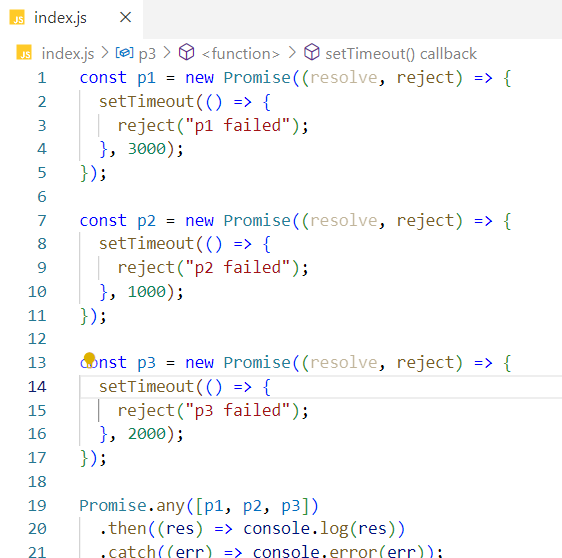 JS index.js ×
JS index.js > p3 > <function> > setTimeout() callback
1 const p1 = new Promise((resolve, reject) => {
2 setTimeout(() => {
3 reject("p1 failed");
4 }, 3000);
5 });
6
7 const p2 = new Promise((resolve, reject) => {
8 setTimeout(() => {
9 reject("p2 failed");
10 }, 1000);
11 });
12
13 const p3 = new Promise((resolve, reject) => {
14 setTimeout(() => {
15 reject("p3 failed");
16 }, 2000);
17 });
18
19 Promise.any([p1, p2, p3])
20 .then((res) => console.log(res))
21 .catch((err) => console.error(err));